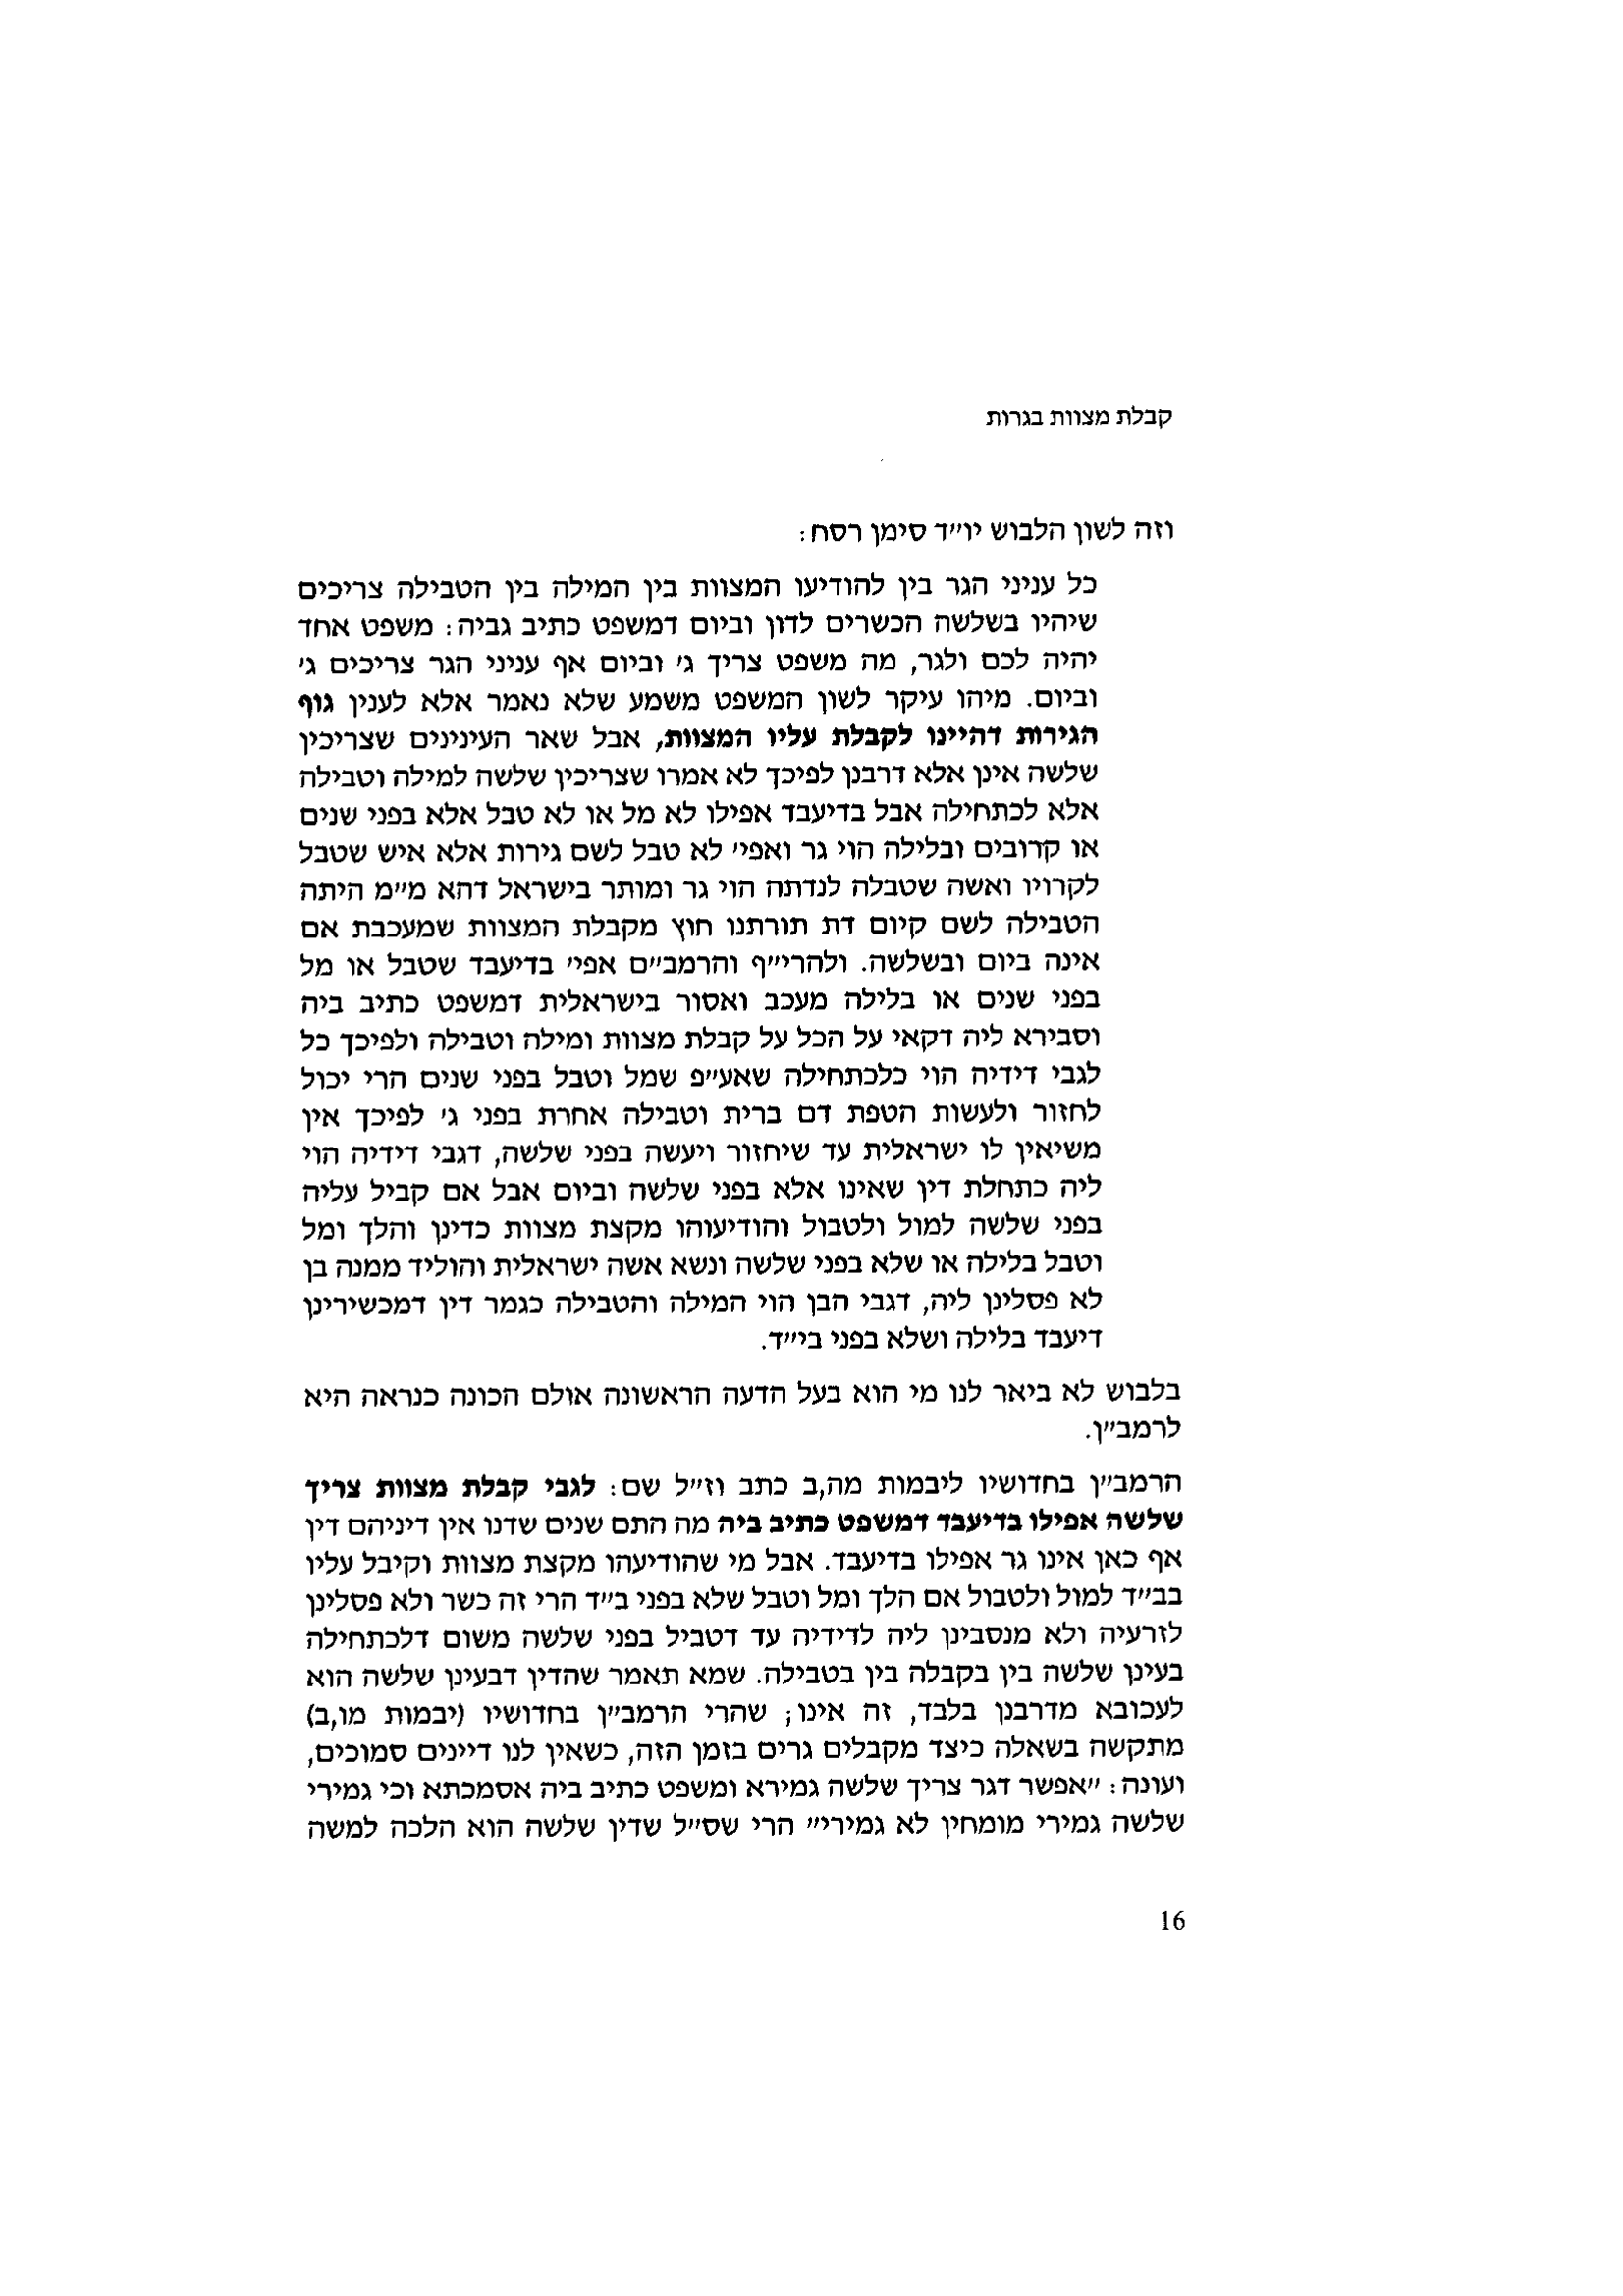 קבלת מצוות בגרות
וזה לשון הלבוש יו״ד סימן רסח:
כל עניני הגר בין להודיעו המצוות בין המילה בין הטבילה צריכים
שיהיו בשלשה הכשרים לדון וביום דמשפט כתיב גביה: משפט אחד
יהיה לכם ולגר, מה משפט צריך ג׳ וביום אף עניני הגר צריכים ג׳
וביום. מיהו עיקר לשון המשפט משמע שלא נאמר אלא לענין גוף
הגירות דהיינו לקבלת עליו המצוות, אבל שאר העינינים שצריכין
שלשה אינן אלא דרבנן לפיכך לא אמרו שצריכין שלשה למילה וטבילה
אלא לכתחילה אבל בדיעבד אפילו לא מל או לא טבל אלא בפני שנים
או קרובים ובלילה הוי גר ואפי׳ לא טבל לשם גירות אלא איש שטבל
לקרויו ואשה שטבלה לנדתה הוי גר ומותר בישראל דהא מ״מ היתה
הטבילה לשם קיום דת תורתנו חוץ מקבלת המצוות שמעכבת אם
אינה ביום ובשלשה. ולהרי״ף והרמב״ם אפי׳ בדיעבד שטבל או מל
בפני שנים או בלילה מעכב ואסור בישראלית דמשפט כתיב ביה
וסבירא ליה דקאי על הכל על קבלת מצוות ומילה וטבילה ולפיכך כל
לגבי דידיה הוי כלכתחילה שאע״פ שמל וטבל בפני שנים הרי יכול
לחזור ולעשות הטפת דם ברית וטבילה אחרת בפני ג׳ לפיכך אין
משיאין לו ישראלית עד שיחזור ויעשה בפני שלשה, דגבי דידיה הוי
ליה כתחלת דין שאינו אלא בפני שלשה וביום אבל אם קביל עליה
בפני שלשה למול ולטבול והודיעוהו מקצת מצוות כדינן והלך ומל
וטבל בלילה או שלא בפני שלשה ונשא אשה ישראלית והוליד ממנה בן
לא פסלינן ליה, דגבי הבן הוי המילה והטבילה כגמר דין דמכשירינן
דיעבד בלילה ושלא בפני בי״ד.
בלבוש לא ביאר לנו מי הוא בעל הדעה הראשונה אולם הכונה כנראה היא
לרמב״ן.
הרמב״ן בחדושיו ליבמות מה,ב כתב וז״ל שם: לגבי קבלת מצוות צריך
שלשה אפילו בדיעבד דמשפט כתיב ביה מה התם שנים שדנו אין דיניהם דין
אף כאן אינו גר אפילו בדיעבד. אבל מי שהודיעהו מקצת מצוות וקיבל עליו
בב״ד למול ולטבול אם הלך ומל וטבל שלא בפני ב״ד הרי זה כשר ולא פסלינן
לזרעיה ולא מנסבינן ליה לדידיה עד דטביל בפני שלשה משום דלכתחילה
בעינן שלשה בין בקבלה בין בטבילה. שמא תאמר שהדין דבעינן שלשה הוא
לעכובא מדרבנן בלבד, זה אינו; שהרי הרמב״ן בחדושיו (יבמות מו,ב)
מתקשה בשאלה כיצד מקבלים גרים בזמן הזה, כשאין לנו דיינים סמוכים,
ועונה: ״אפשר דגר צריך שלשה גמירא ומשפט כתיב ביה אסמכתא וכי גמירי
שלשה גמירי מומחין לא גמירי״ הרי שס״ל שדין שלשה הוא הלכה למשה
16